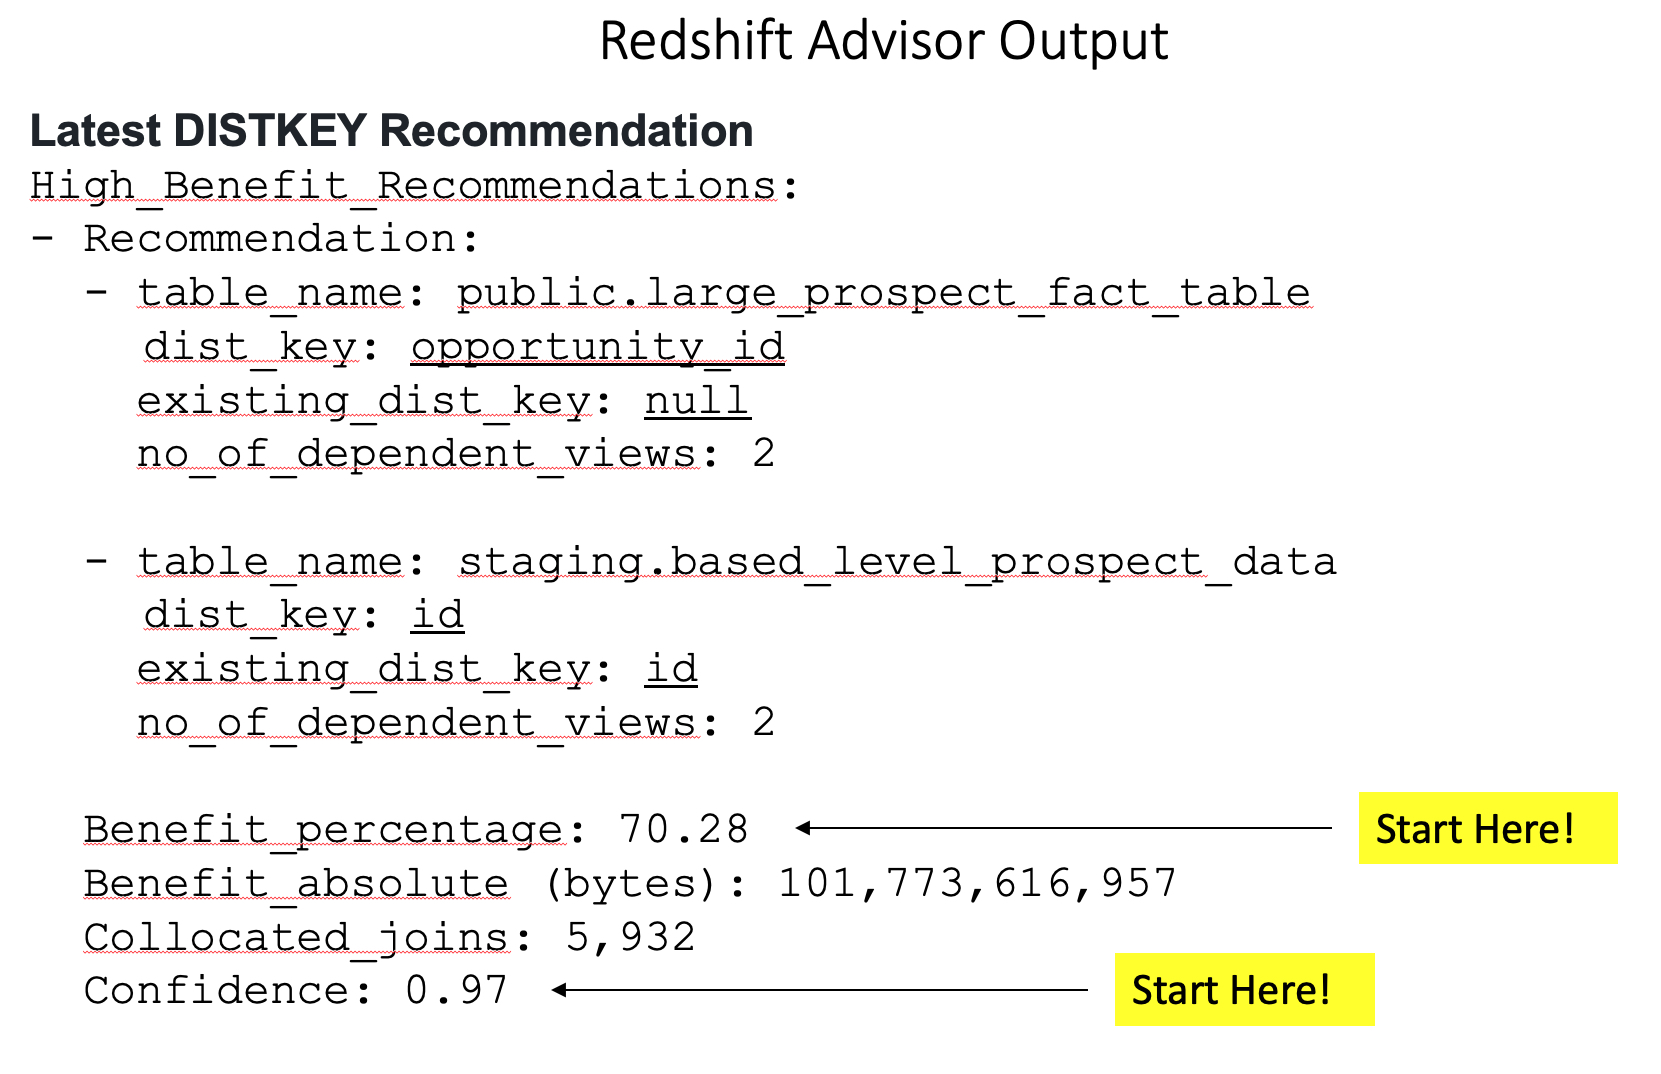 Redshift Advisor Output
Latest DISTKEY Recommendation
High_Benefit_Recommendations:
- Recommendation:
- table_name: public.large_prospect_fact_table
dist_key: opportunity_id
existing_dist_key: null
no_of_dependent_views: 2
- table_name: staging.based_level_prospect_data
dist_key: id
existing_dist_key: id
no_of_dependent_views: 2
Benefit_percentage: 70.28 Start Here!
Benefit_absolute (bytes): 101,773,616,957
Collocated_joins: 5,932
Confidence: 0.97 Start Here!